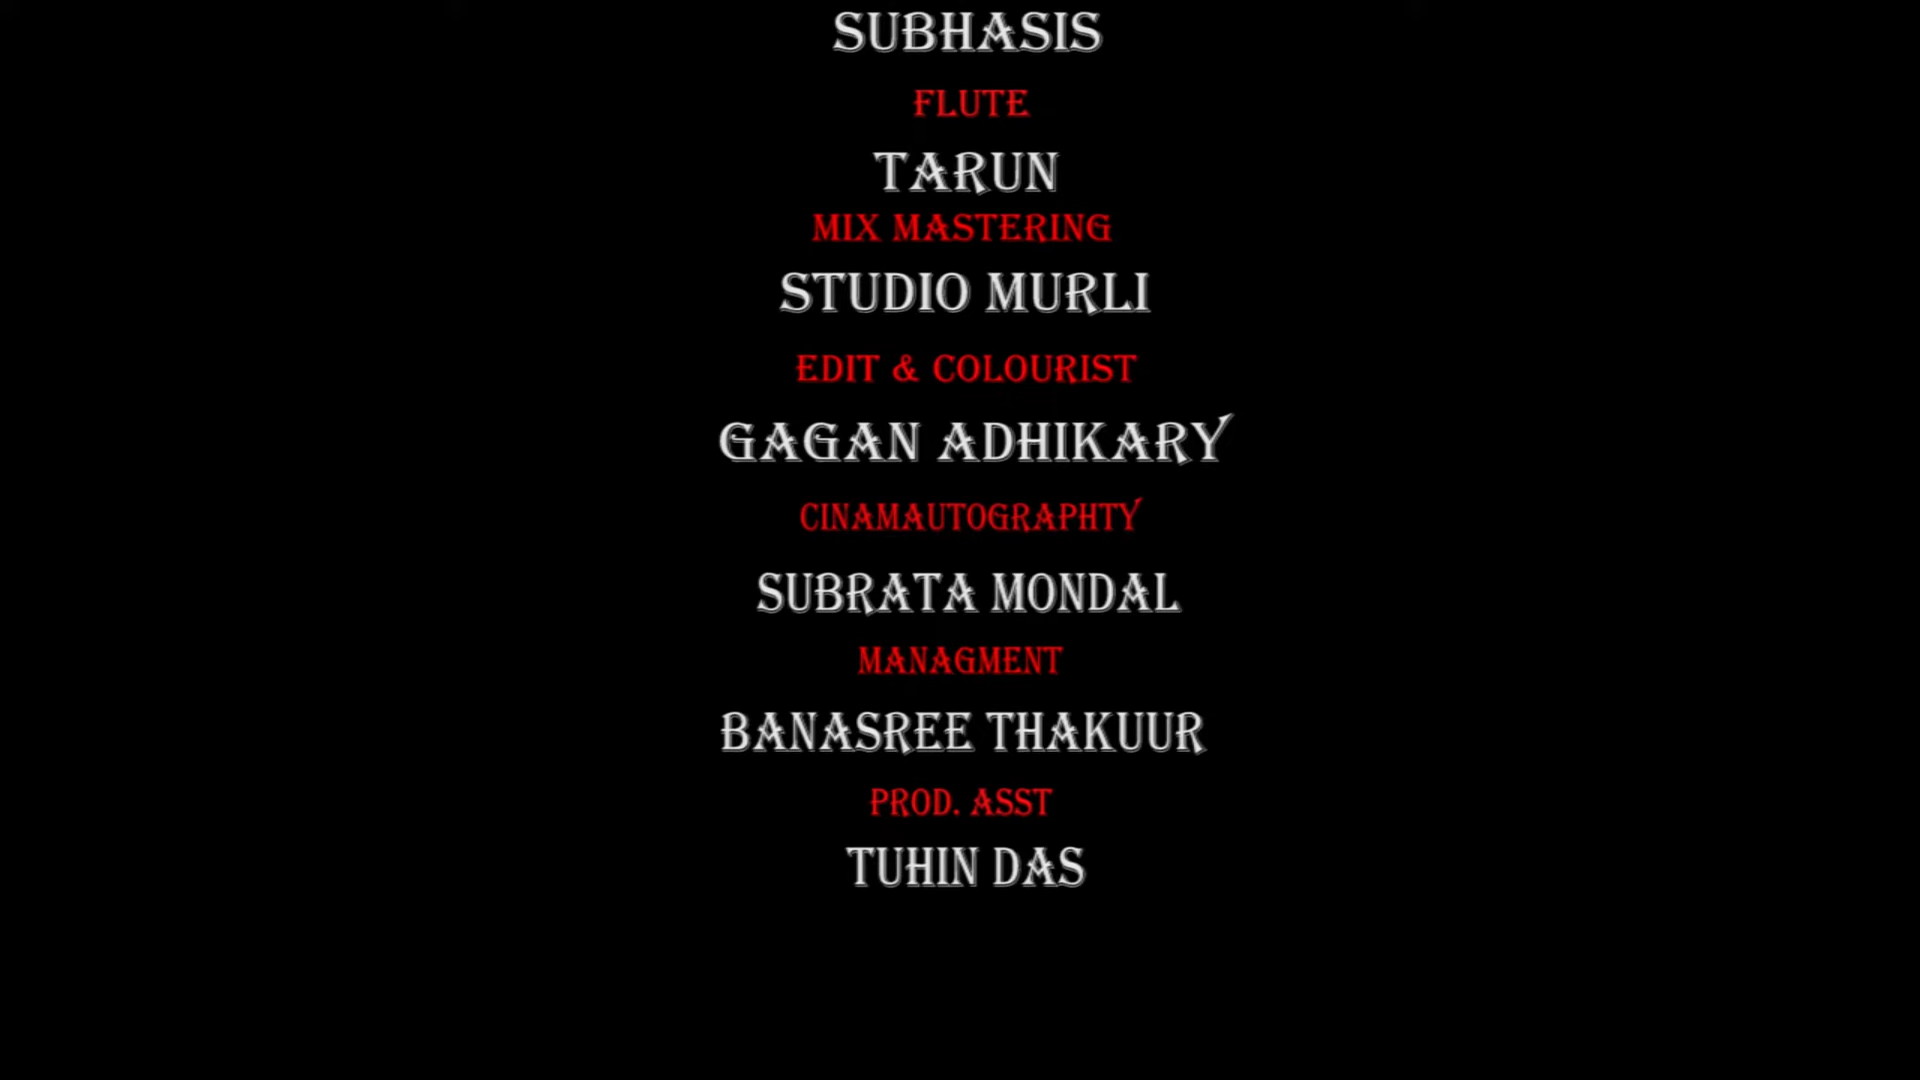 SUBHASIS
FLUTE
TARUN
MIX MASTERING
STUDIO MURLI
EDIT & COLOURIST
GAGAN ADHIKARY
CINAMAUTOGRAPHTY
SUBRATA MONDAL
MANAGMENT
BANASREE THAKUUR
PROD. ASST
TUHIN DAS